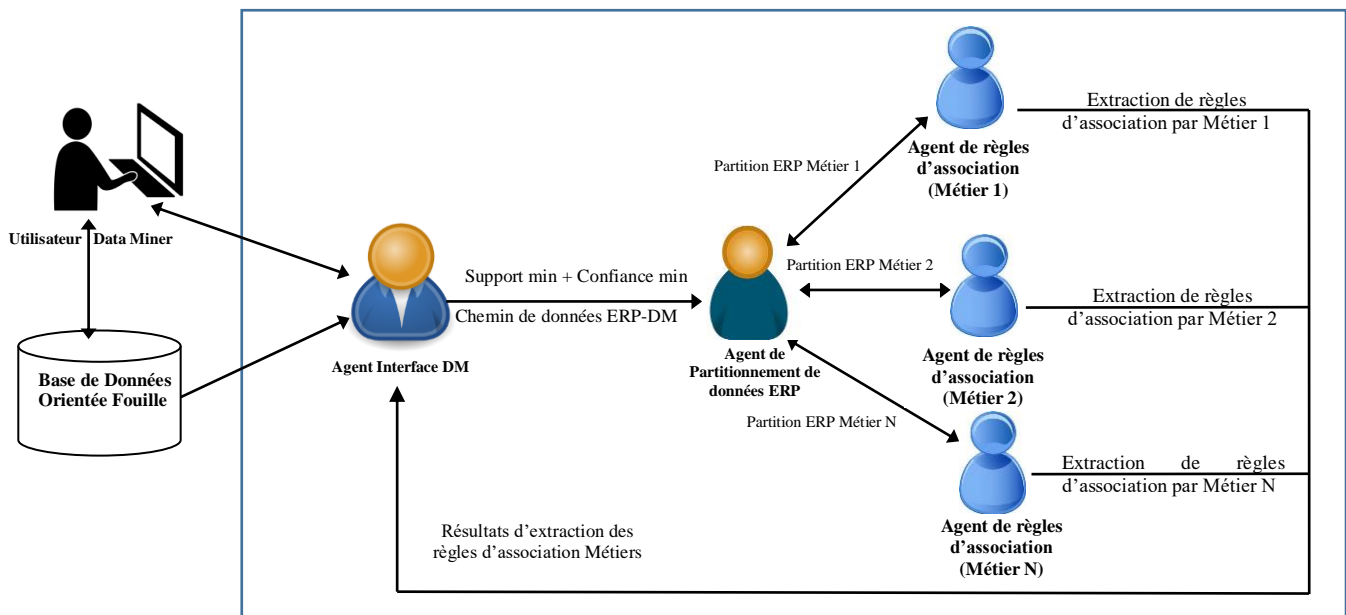 Utilisateur Data Miner
Base de Données
Orientée Fouille
Agent Interface DM
Support min + Confiance min
Chemin de données ERP-DM
Agent de
Partitionnement de
données ERP
Partition ERP Métier 1
Partition ERP Métier 2
Partition ERP Métier N
Agent de règles
d’association
(Métier 1)
Extraction de règles
d’association par Métier 1
Agent de règles
d’association
(Métier 2)
Extraction de règles
d’association par Métier 2
Agent de règles
d’association
(Métier N)
Extraction de règles
d’association par Métier N
Résultats d’extraction des
règles d’association Métiers